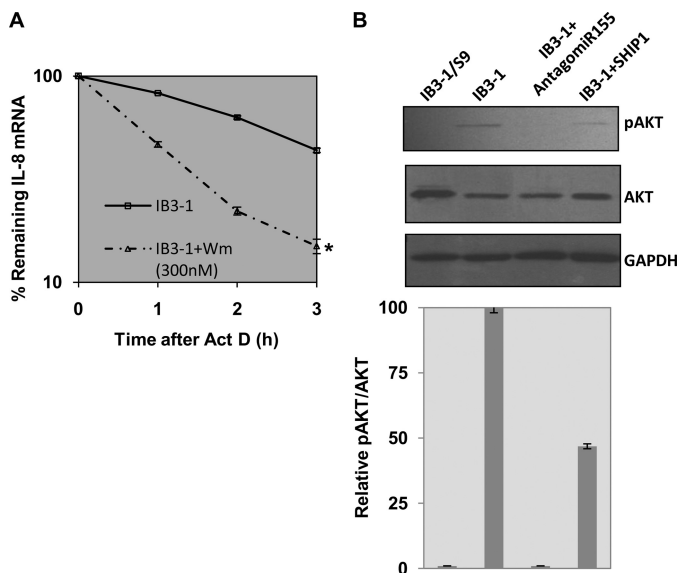 A
% Remaining IL-8 mRNA
100
10
IB3-1
IB3-1+Wm
(300nM)
*
0 1 2 3
Time after Act D (h)
B
IB3-1/S9
IB3-1
IB3-1+
AntagomiR155
IB3-1+SHIP1
pAKT
AKT
GAPDH
Relative pAKT/AKT
100
75
50
25
0